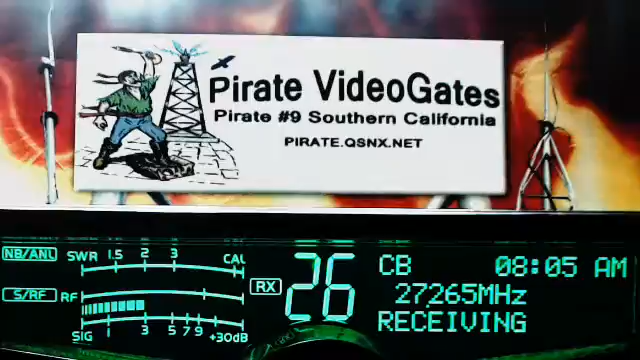 Pirate VideoGates
Pirate #9 Southern California
PIRATE.QSNX.NET
NB/ANL SWR 1.5 2 3 CAL
CB 08:05 AM
S/RF RF RX 26 27265MHz
RECEIVING
SIG 1 3 5 7 9 +30dB